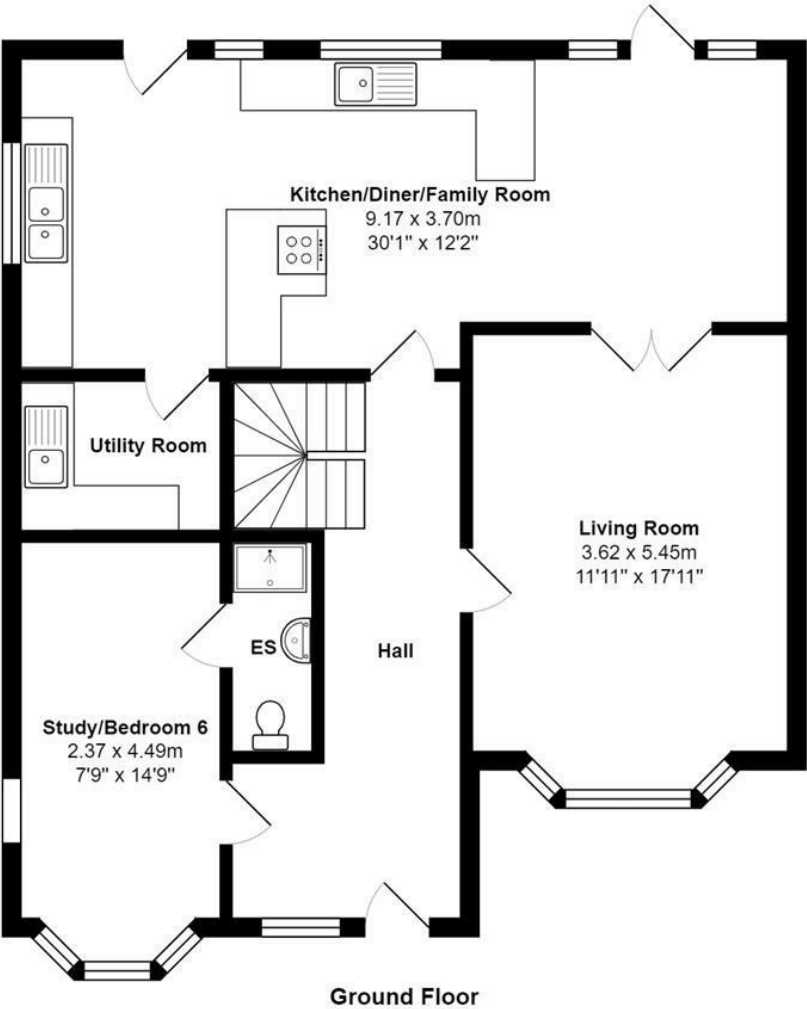 Kitchen/Diner/Family Room
9.17 x 3.70m
30'1" x 12'2"
Utility Room
Living Room
3.62 x 5.45m
11'11" x 17'11"
ES
Hall
Study/Bedroom 6
2.37 x 4.49m
7'9" x 14'9"
Ground Floor